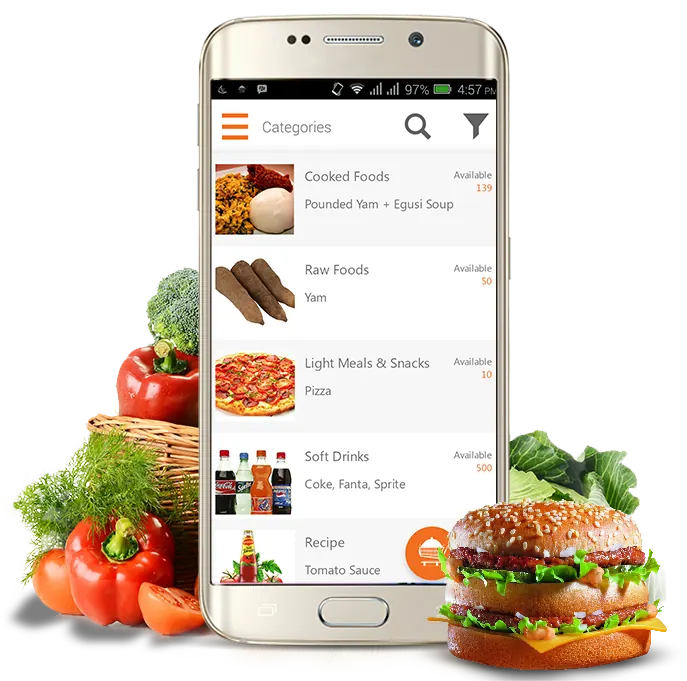 97% 4:57 PM
Categories
Cooked Foods
Available
139
Pounded Yam + Egusi Soup
Raw Foods
Available
50
Yam
Light Meals & Snacks
Available
10
Pizza
Soft Drinks
Available
500
Coke, Fanta, Sprite
Recipe
Tomato Sauce